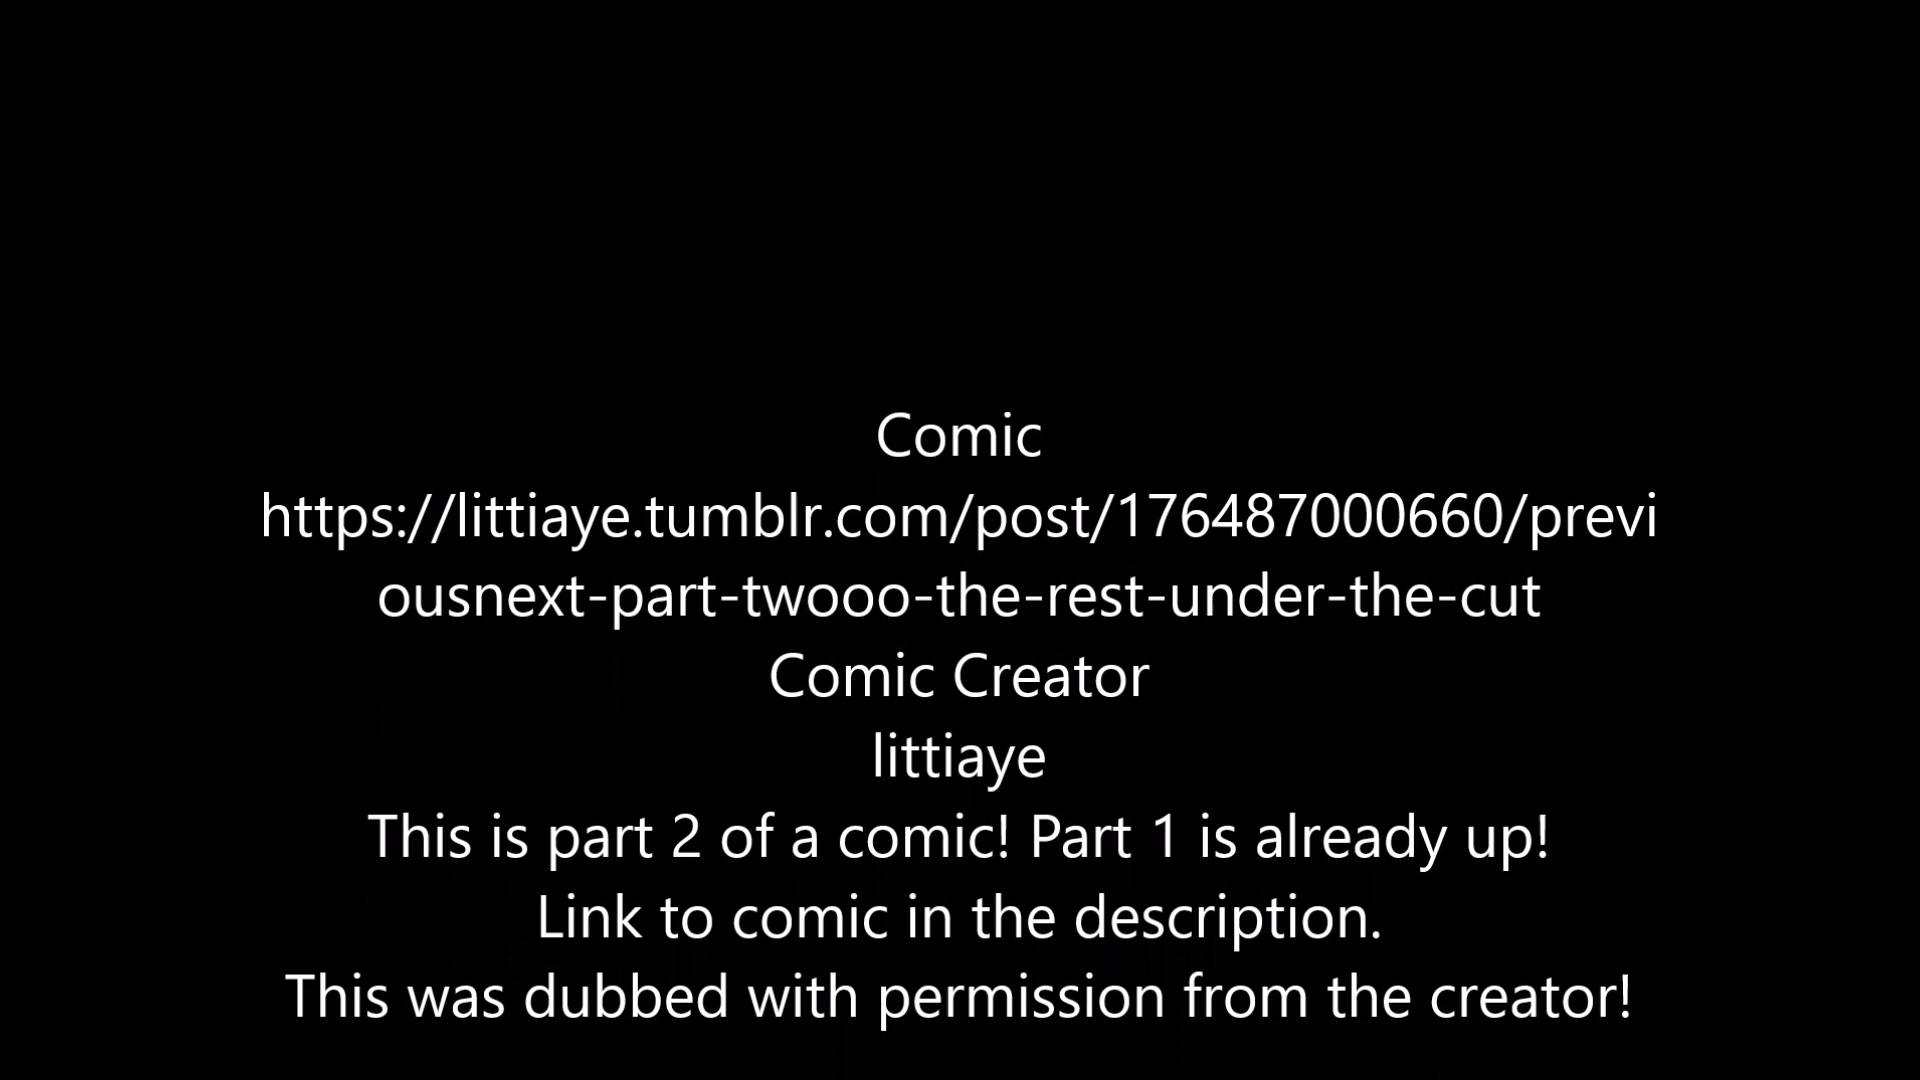 Comic
https://littiaye.tumblr.com/post/176487000660/previ
ousnext-part-twooo-the-rest-under-the-cut
Comic Creator
littiaye
This is part 2 of a comic! Part 1 is already up!
Link to comic in the description.
This was dubbed with permission from the creator!